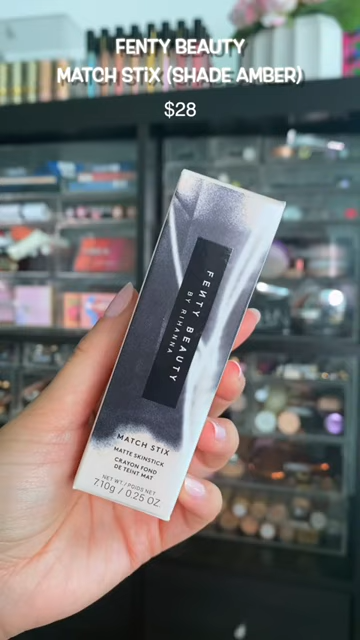 FENTY BEAUTY
MATCH STiX (SHADE AMBER)
$28
FENTY BEAUTY
BY RIHANNA
MATCH STIX
MATTE SKINSTICK
CRAYON FOND
DE TEINT MAT
NET WT / POIDS NET
7.10g / 0.25 OZ.